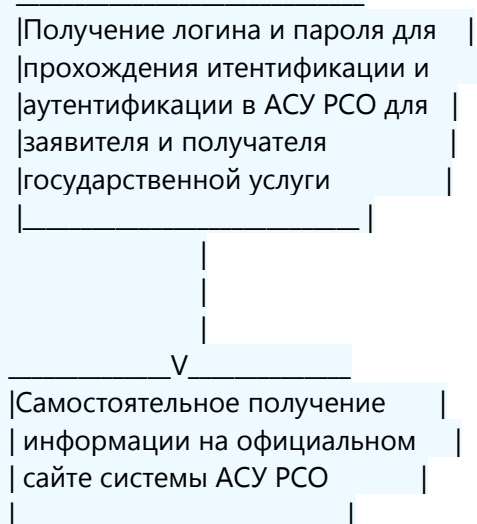 Получение логина и пароля для
прохождения итентификации и
аутентификации в АСУ РСО для
заявителя и получателя
государственной услуги
V
Самостоятельное получение
информации на официальном
сайте системы АСУ РСО